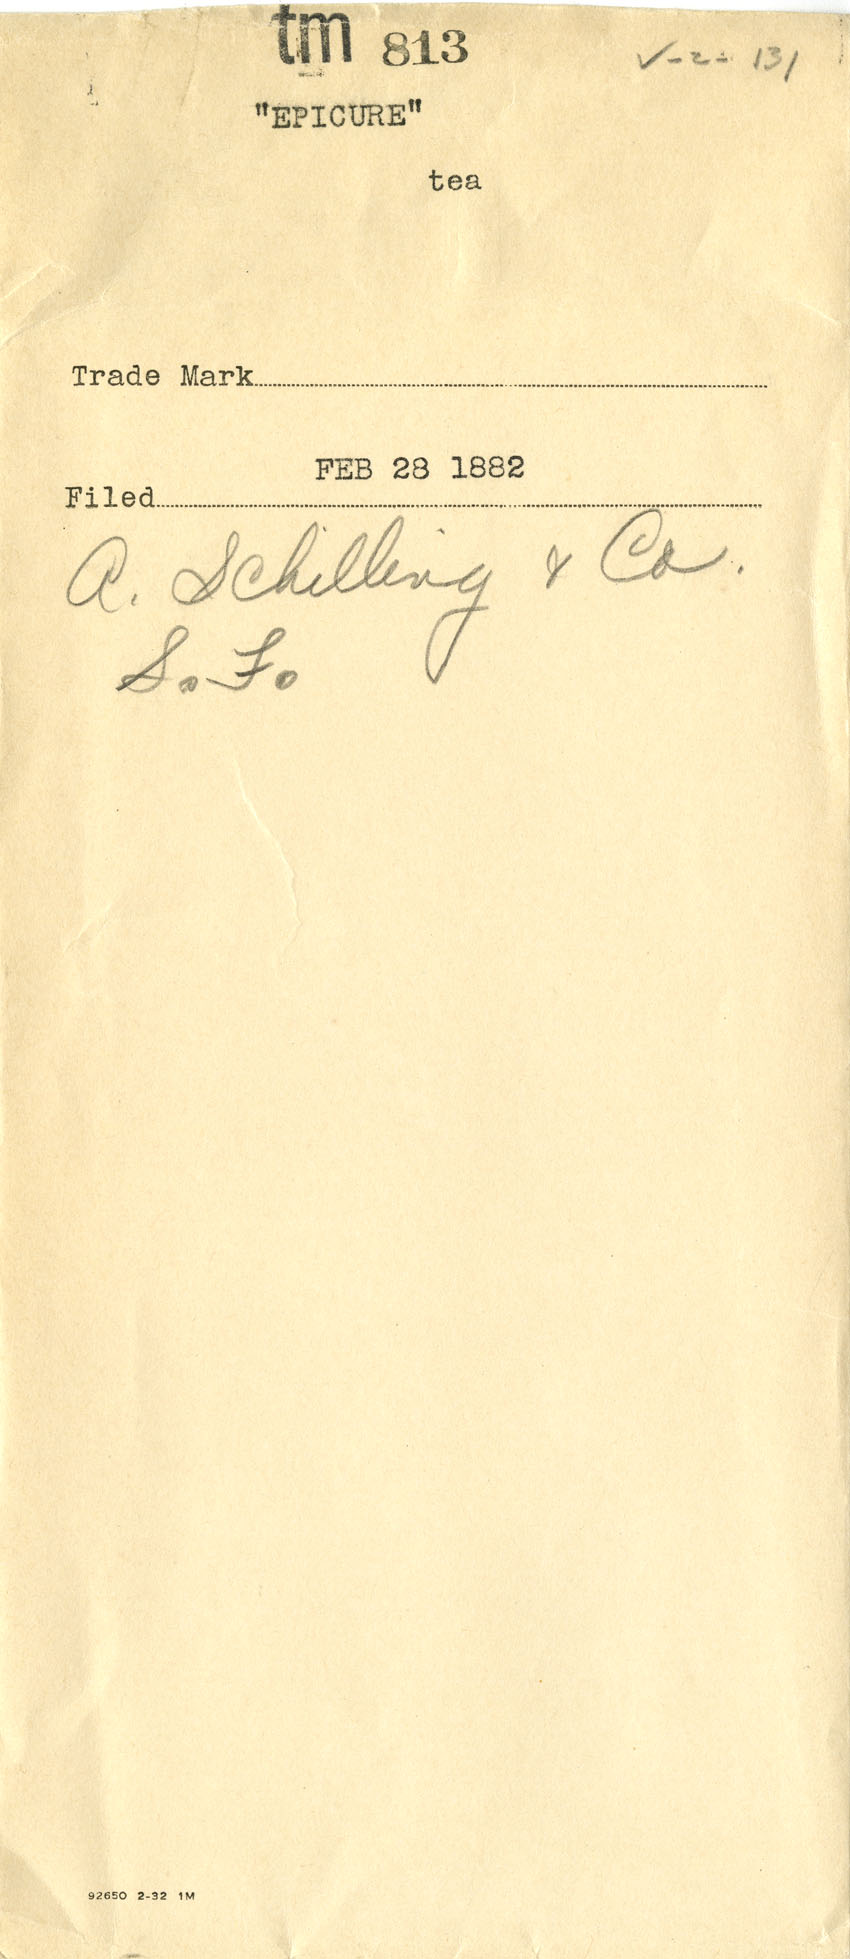 tm 813
V-2-131
"EPICURE"
tea
Trade Mark
FEB 28 1882
Filed
A. Schilling & Co.
S. F.
92650 2-32 1M